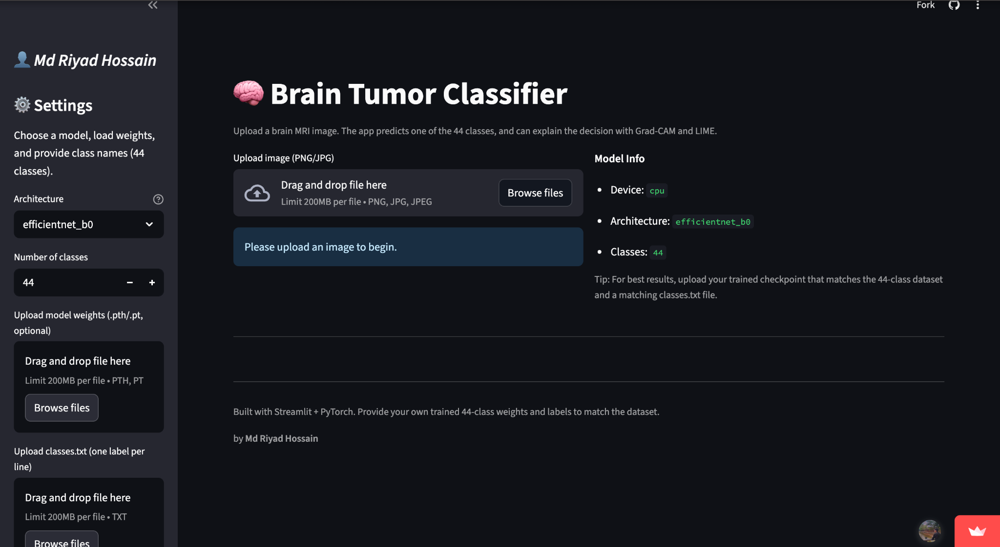 Fork
Md Riyad Hossain
Settings
Choose a model, load weights,
and provide class names (44
classes).
Architecture
efficientnet_b0
Number of classes
44
Upload model weights (.pth/.pt,
optional)
Drag and drop file here
Limit 200MB per file • PTH, PT
Browse files
Upload classes.txt (one label per
line)
Drag and drop file here
Limit 200MB per file • TXT
Browse files
Brain Tumor Classifier
Upload a brain MRI image. The app predicts one of the 44 classes, and can explain the decision with Grad-CAM and LIME.
Upload image (PNG/JPG)
Drag and drop file here
Limit 200MB per file • PNG, JPG, JPEG
Browse files
Please upload an image to begin.
Model Info
• Device: cpu
• Architecture: efficientnet_b0
• Classes: 44
Tip: For best results, upload your trained checkpoint that matches the 44-class dataset
and a matching classes.txt file.
Built with Streamlit + PyTorch. Provide your own trained 44-class weights and labels to match the dataset.
by Md Riyad Hossain